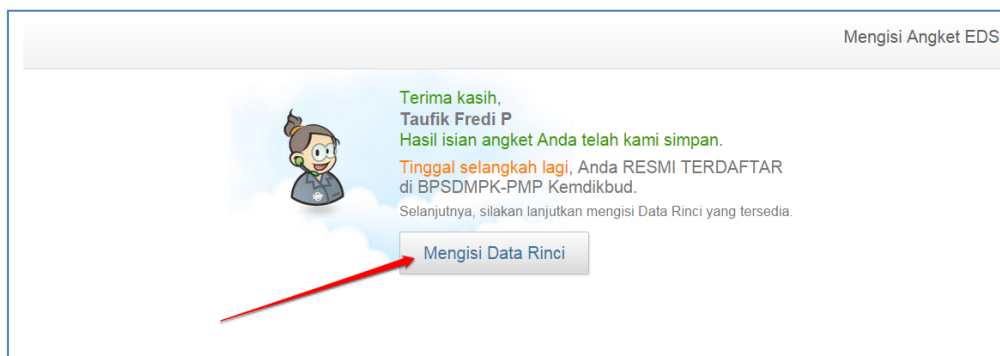 Mengisi Angket EDS
Terima kasih,
Taufik Fredi P
Hasil isian angket Anda telah kami simpan.
Tinggal selangkah lagi, Anda RESMI TERDAFTAR
di BPSDMPK-PMP Kemdikbud.
Selanjutnya, silakan lanjutkan mengisi Data Rinci yang tersedia.
Mengisi Data Rinci